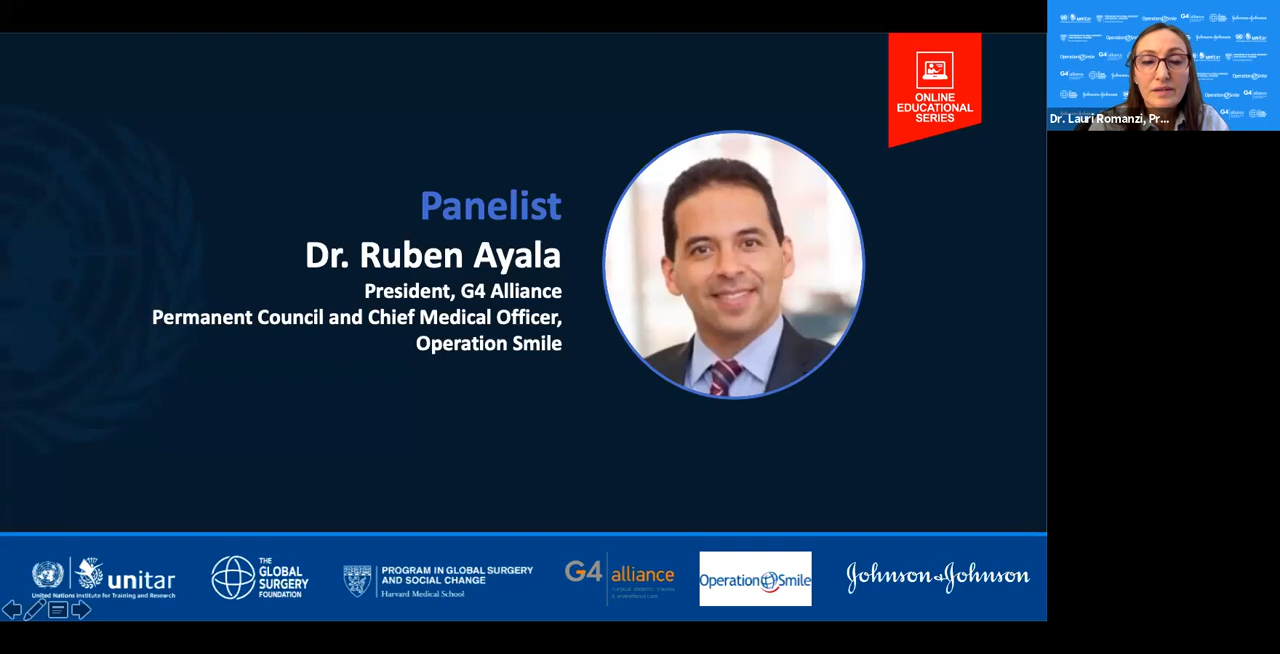 ONLINE
EDUCATIONAL
SERIES
Panelist
Dr. Ruben Ayala
President, G4 Alliance
Permanent Council and Chief Medical Officer,
Operation Smile
Dr. Lauri Romanzi, Pr...
unitar
United Nations Institute for Training and Research
THE
GLOBAL
SURGERY
FOUNDATION
PROGRAM IN GLOBAL SURGERY
AND SOCIAL CHANGE
Harvard Medical School
G4 alliance
Operation Smile
Johnson & Johnson